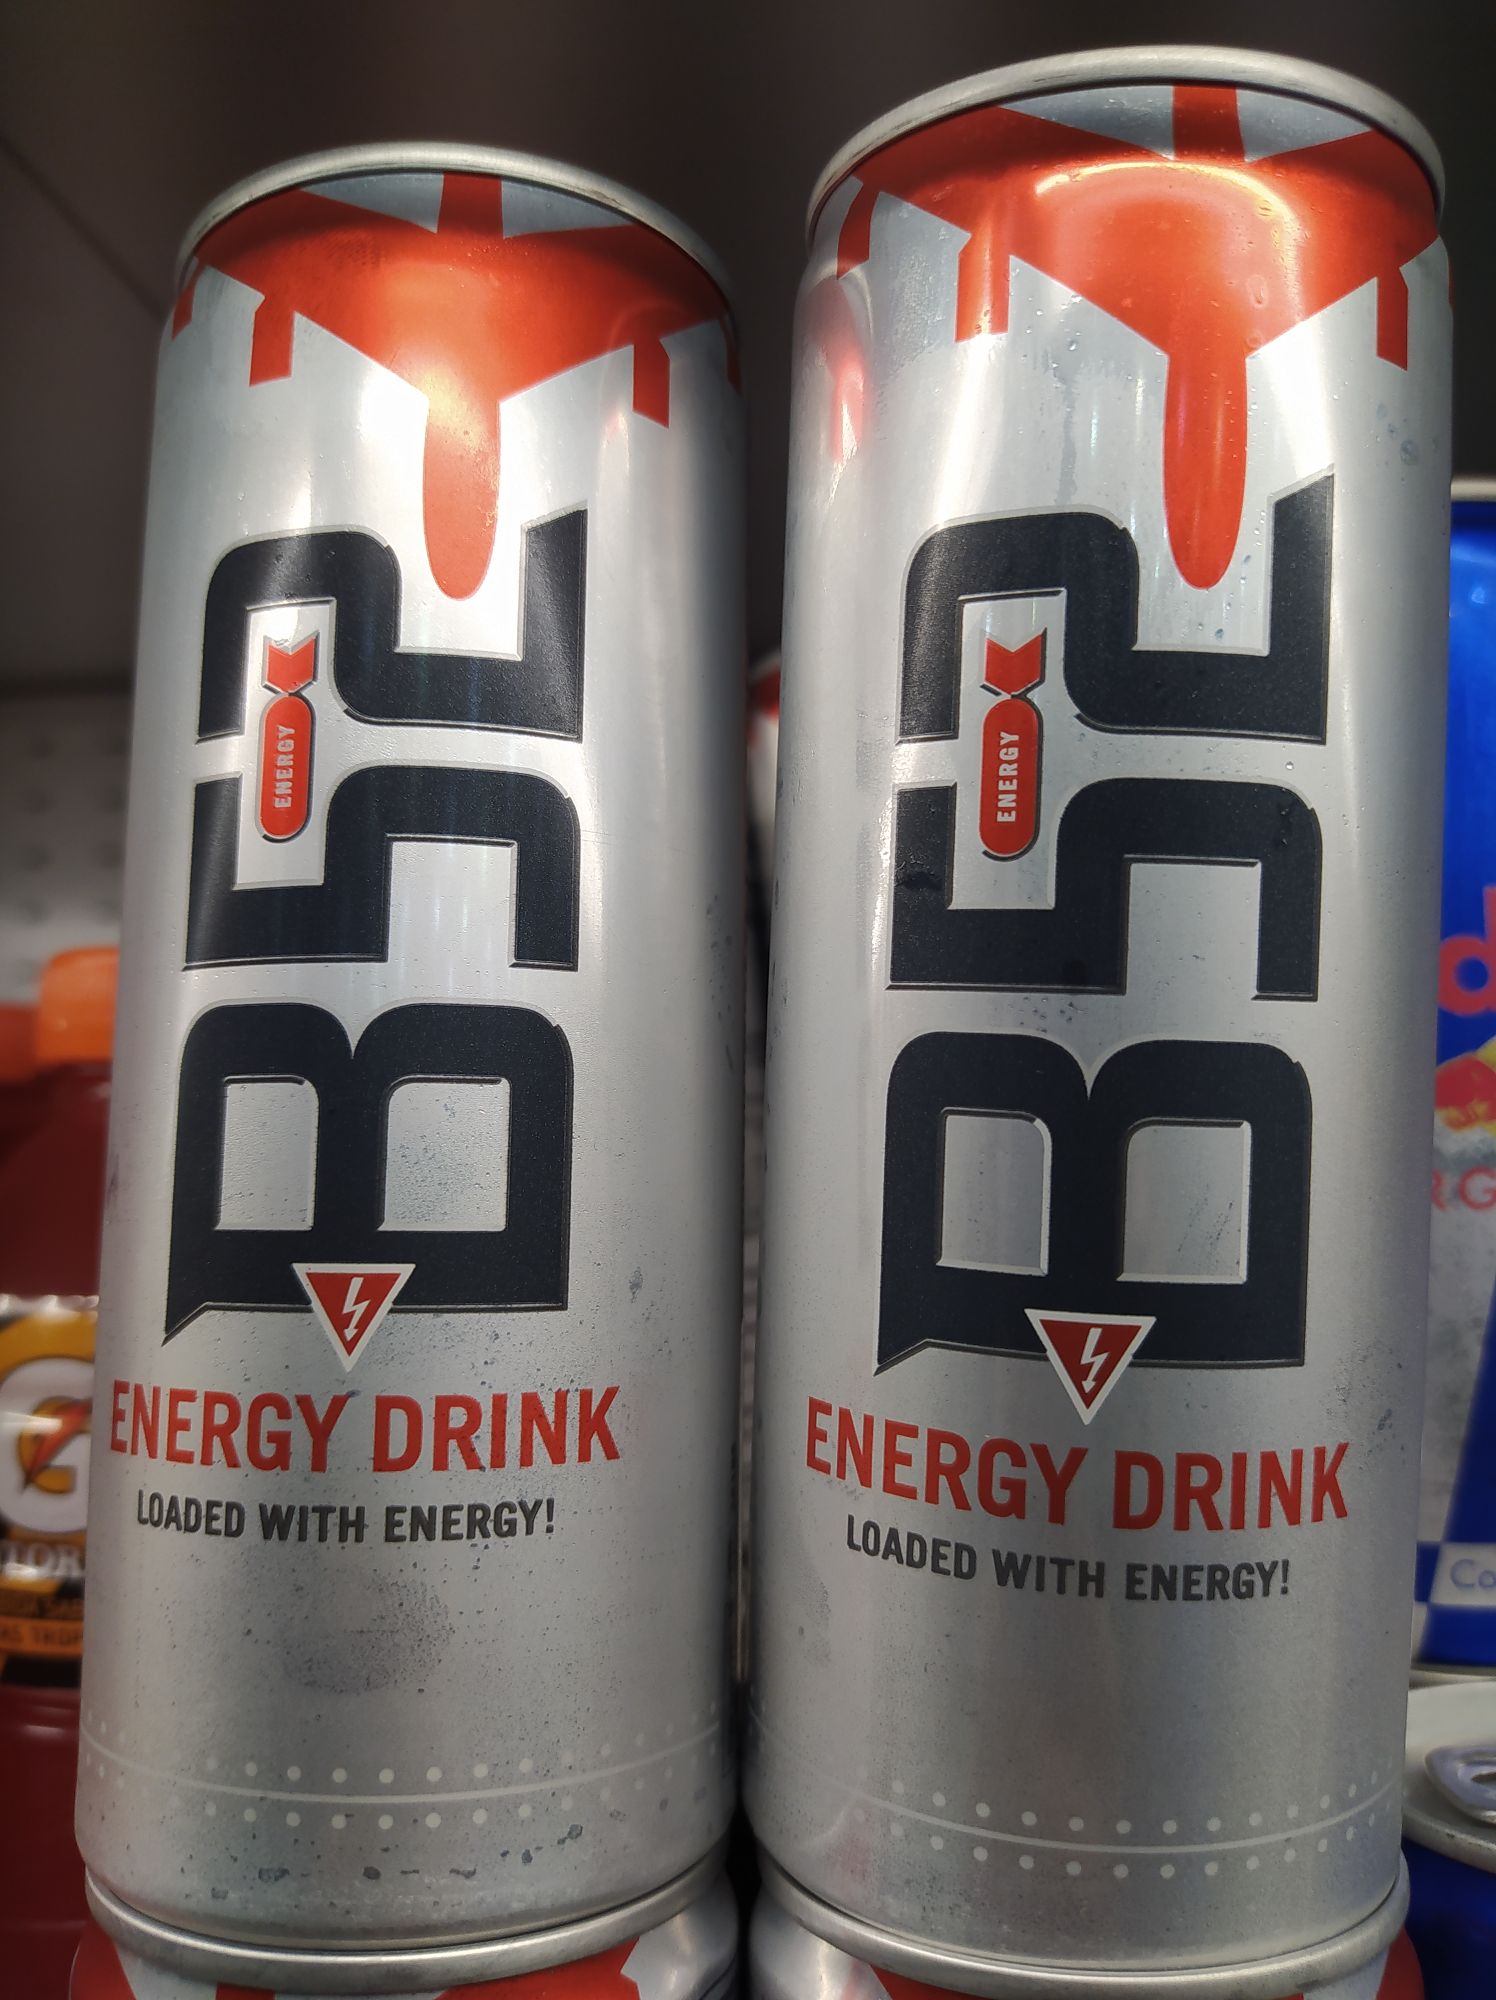 B52
ENERGY
ENERGY DRINK
LOADED WITH ENERGY!
B52
ENERGY
ENERGY DRINK
LOADED WITH ENERGY!
G